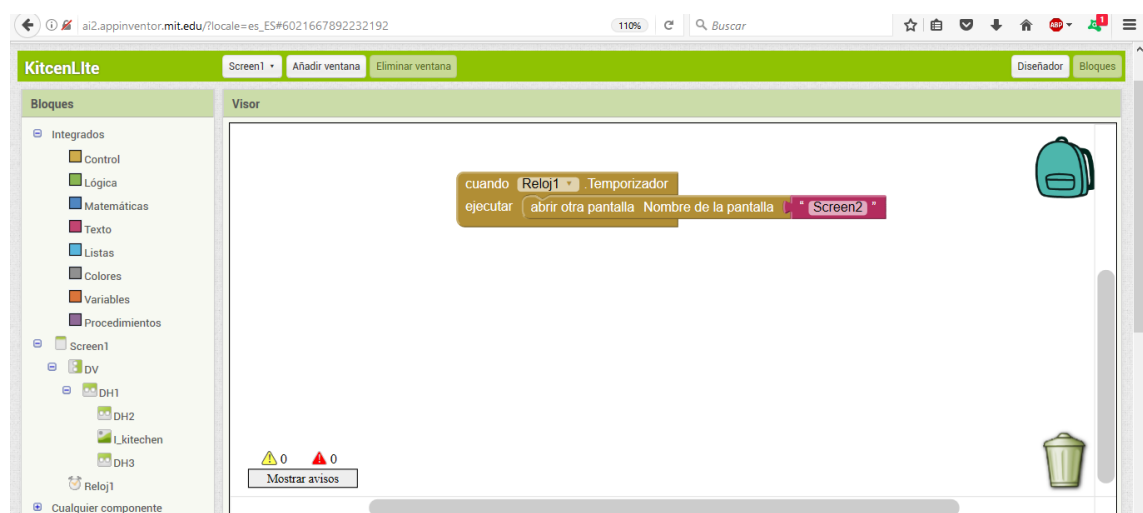 ai2.appinventor.mit.edu/?locale=es_ES#6021667892232192
110%
Buscar
ABP
1
KitcenLIte
Screen1
Añadir ventana
Eliminar ventana
Diseñador
Bloques
Bloques
Visor
Integrados
Control
Lógica
Matemáticas
Texto
Listas
Colores
Variables
Procedimientos
Screen1
DV
DH1
DH2
I_kitechen
DH3
Reloj1
Cualquier componente
cuando Reloj1 .Temporizador
ejecutar abrir otra pantalla Nombre de la pantalla " Screen2 "
0 0
Mostrar avisos